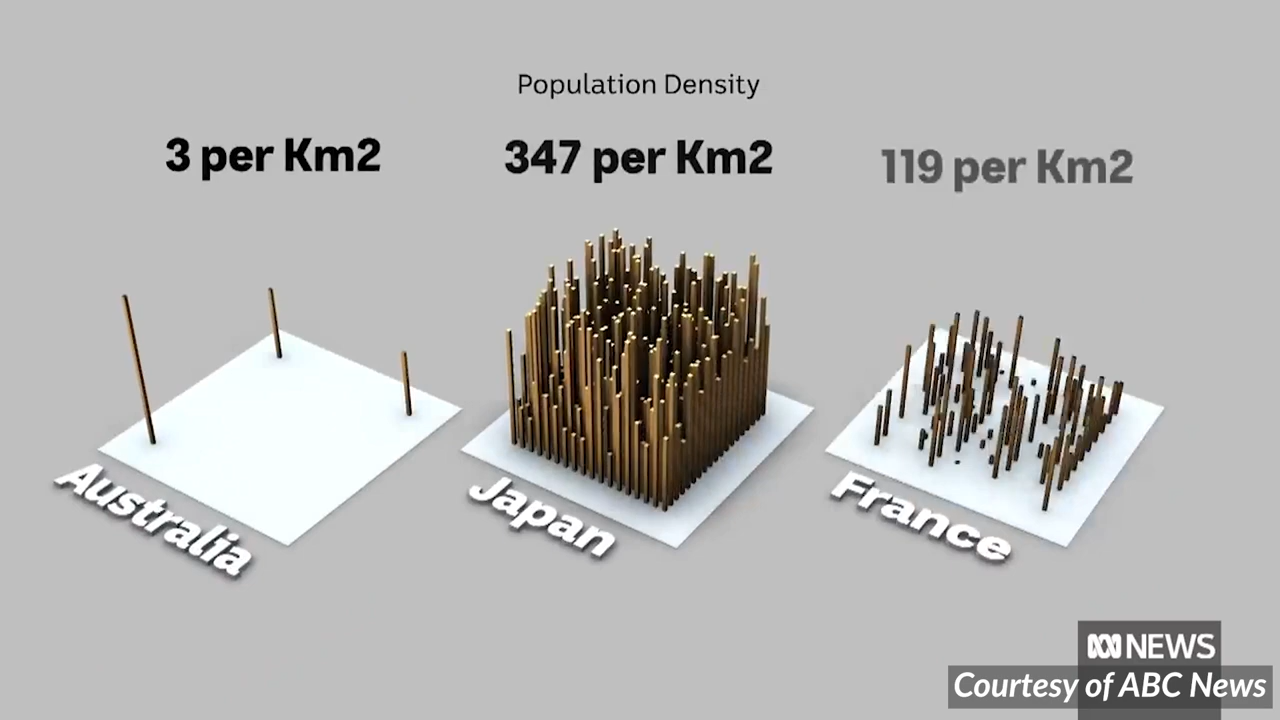 Population Density
3 per Km2
347 per Km2
119 per Km2
Australia
Japan
France
NEWS
Courtesy of ABC News